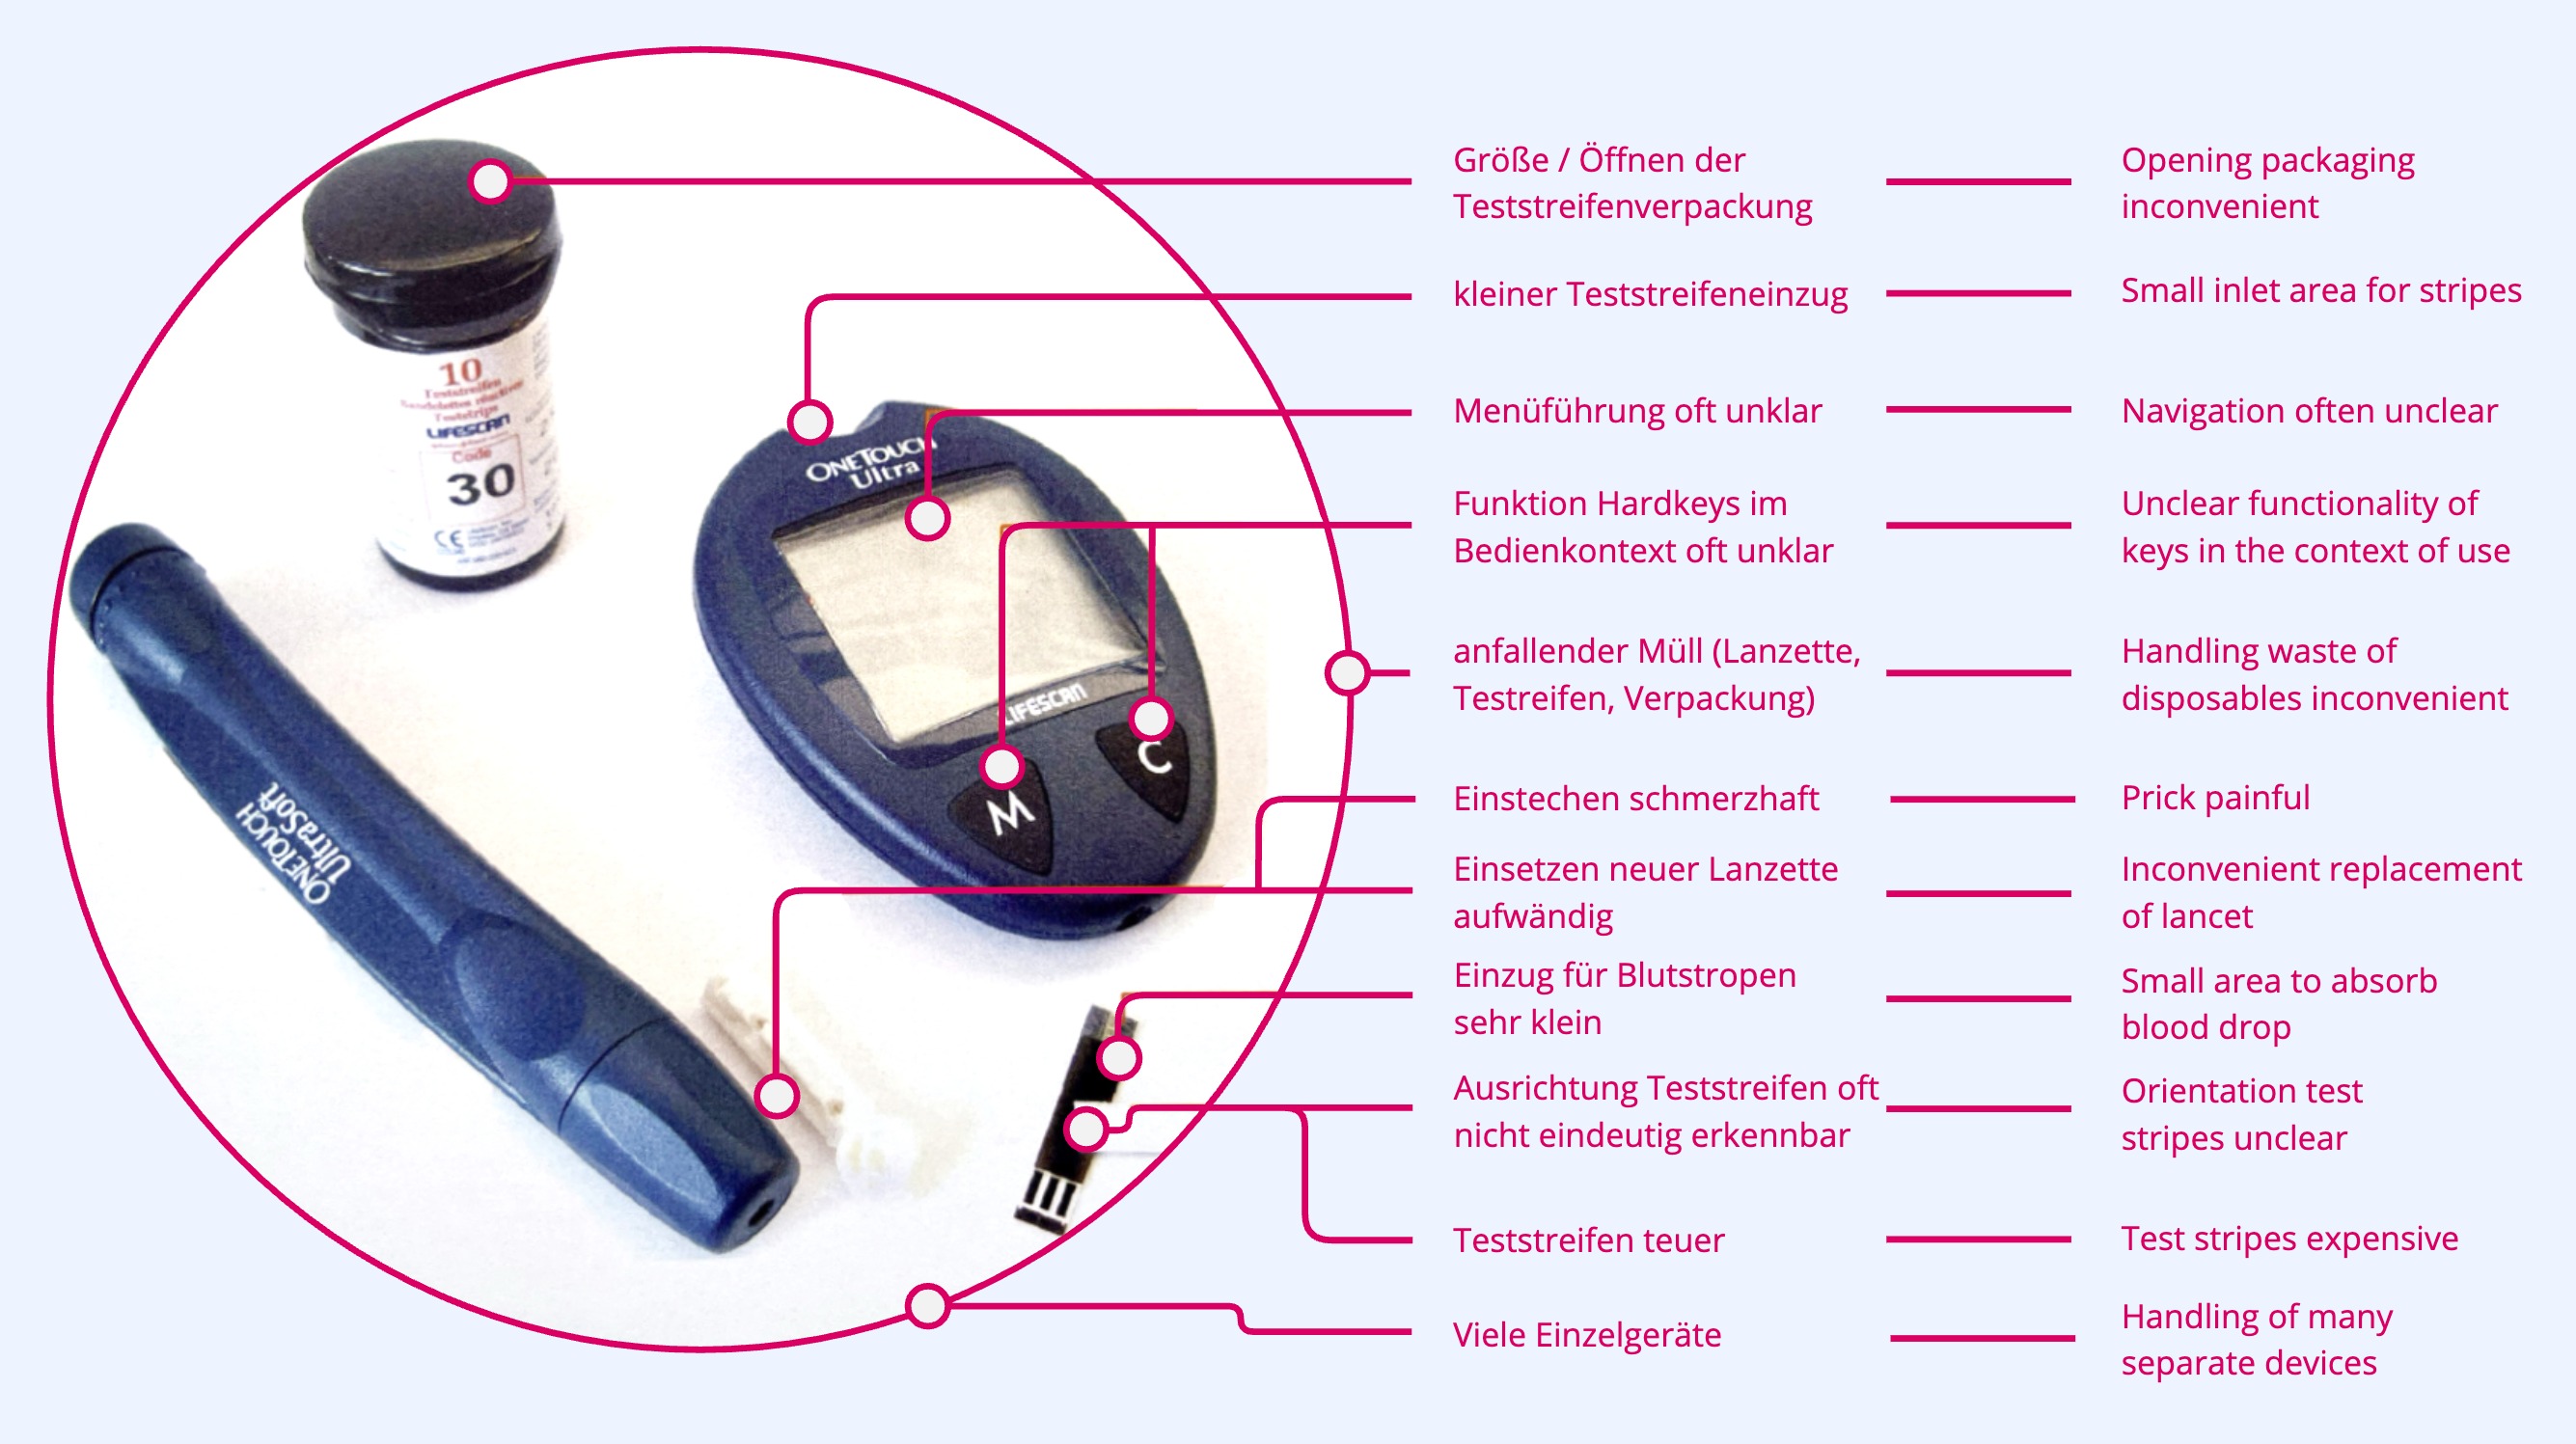 Größe / Öffnen der
Teststreifenverpackung
Opening packaging
inconvenient
kleiner Teststreifeneinzug
Small inlet area for stripes
Menüführung oft unklar
Navigation often unclear
Funktion Hardkeys im
Bedienkontext oft unklar
Unclear functionality of
keys in the context of use
anfallender Müll (Lanzette,
Testreifen, Verpackung)
Handling waste of
disposables inconvenient
Einstechen schmerzhaft
Prick painful
Einsetzen neuer Lanzette
aufwändig
Inconvenient replacement
of lancet
Einzug für Blutstropen
sehr klein
Small area to absorb
blood drop
Ausrichtung Teststreifen oft
nicht eindeutig erkennbar
Orientation test
stripes unclear
Teststreifen teuer
Test stripes expensive
Viele Einzelgeräte
Handling of many
separate devices
10
Teststreifen
Teststrips
LIFESCAN
Code
30
CE
ONETOUCH
Ultra
LIFESCAN
M
C
ONETOUCH
UltraSoft